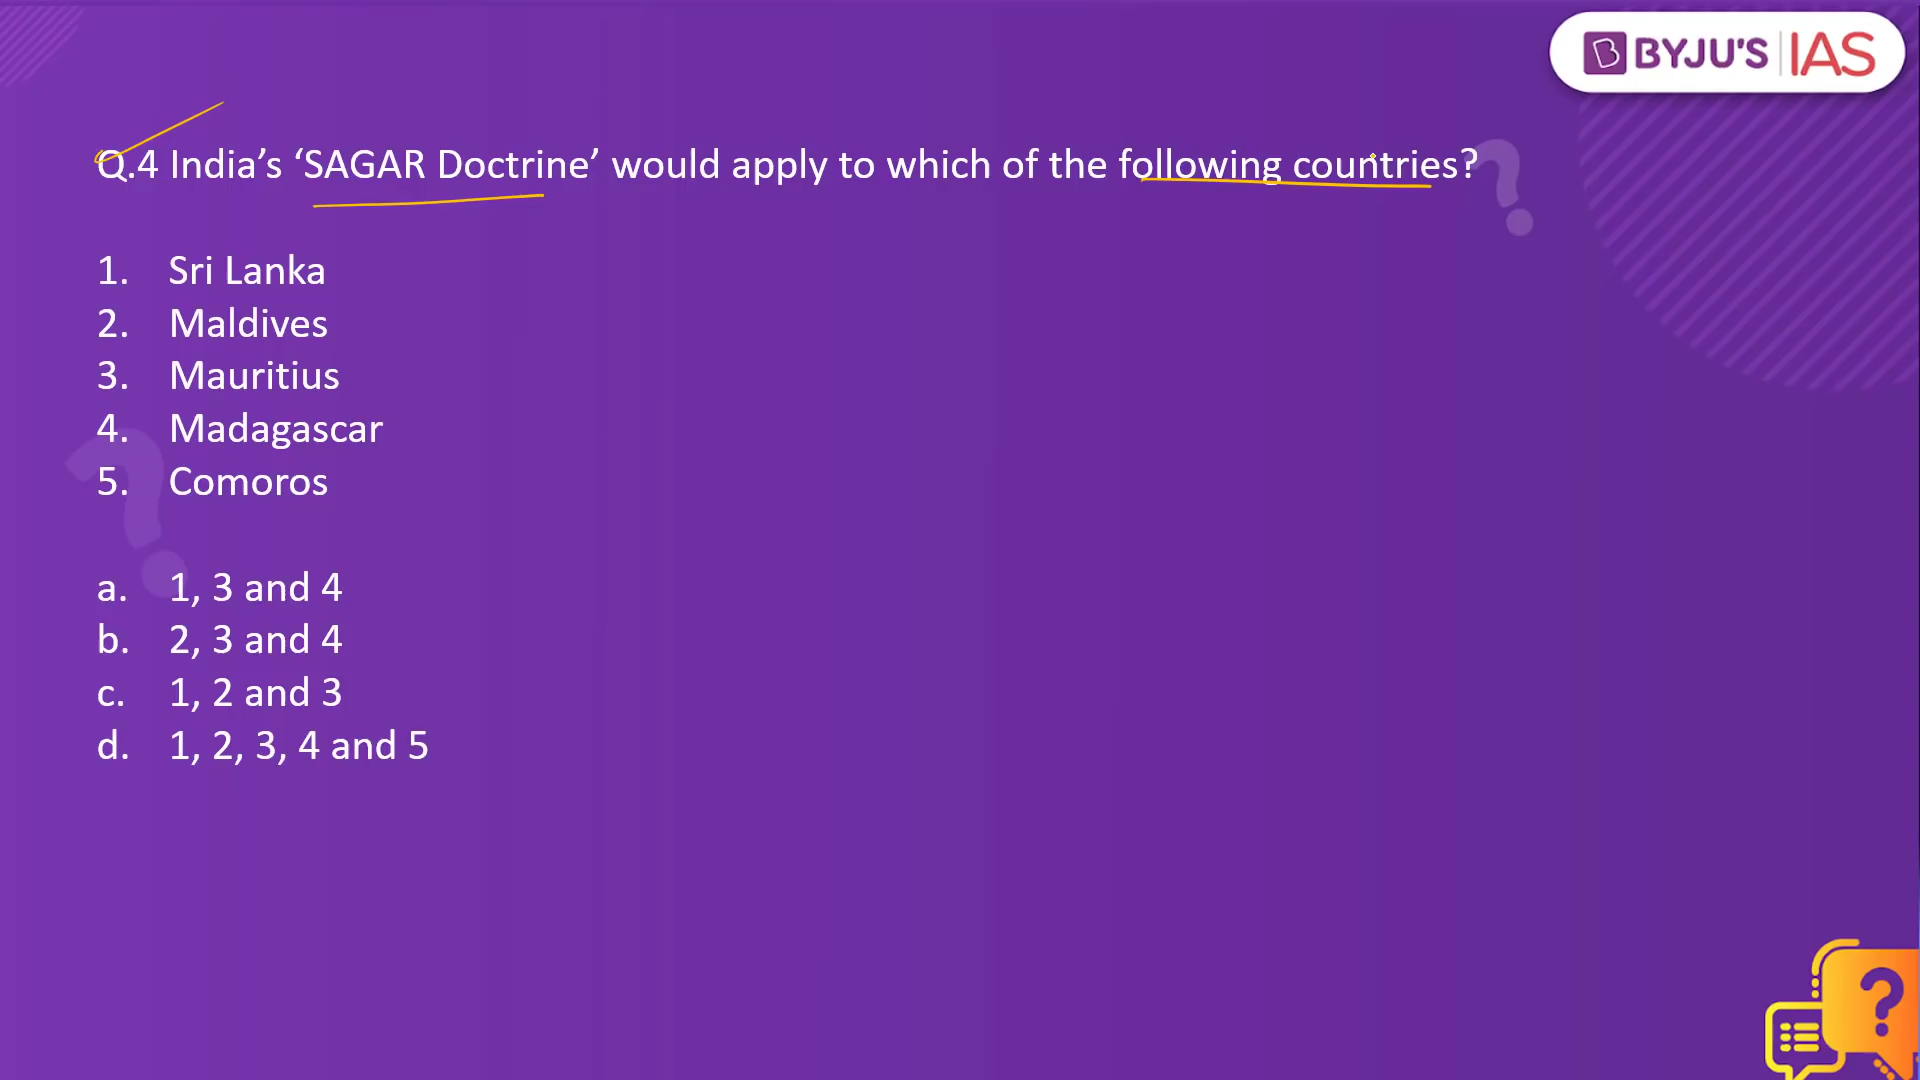 BYJU'S IAS
Q.4 India’s ‘SAGAR Doctrine’ would apply to which of the following countries?
1. Sri Lanka
2. Maldives
3. Mauritius
4. Madagascar
5. Comoros
a. 1, 3 and 4
b. 2, 3 and 4
c. 1, 2 and 3
d. 1, 2, 3, 4 and 5